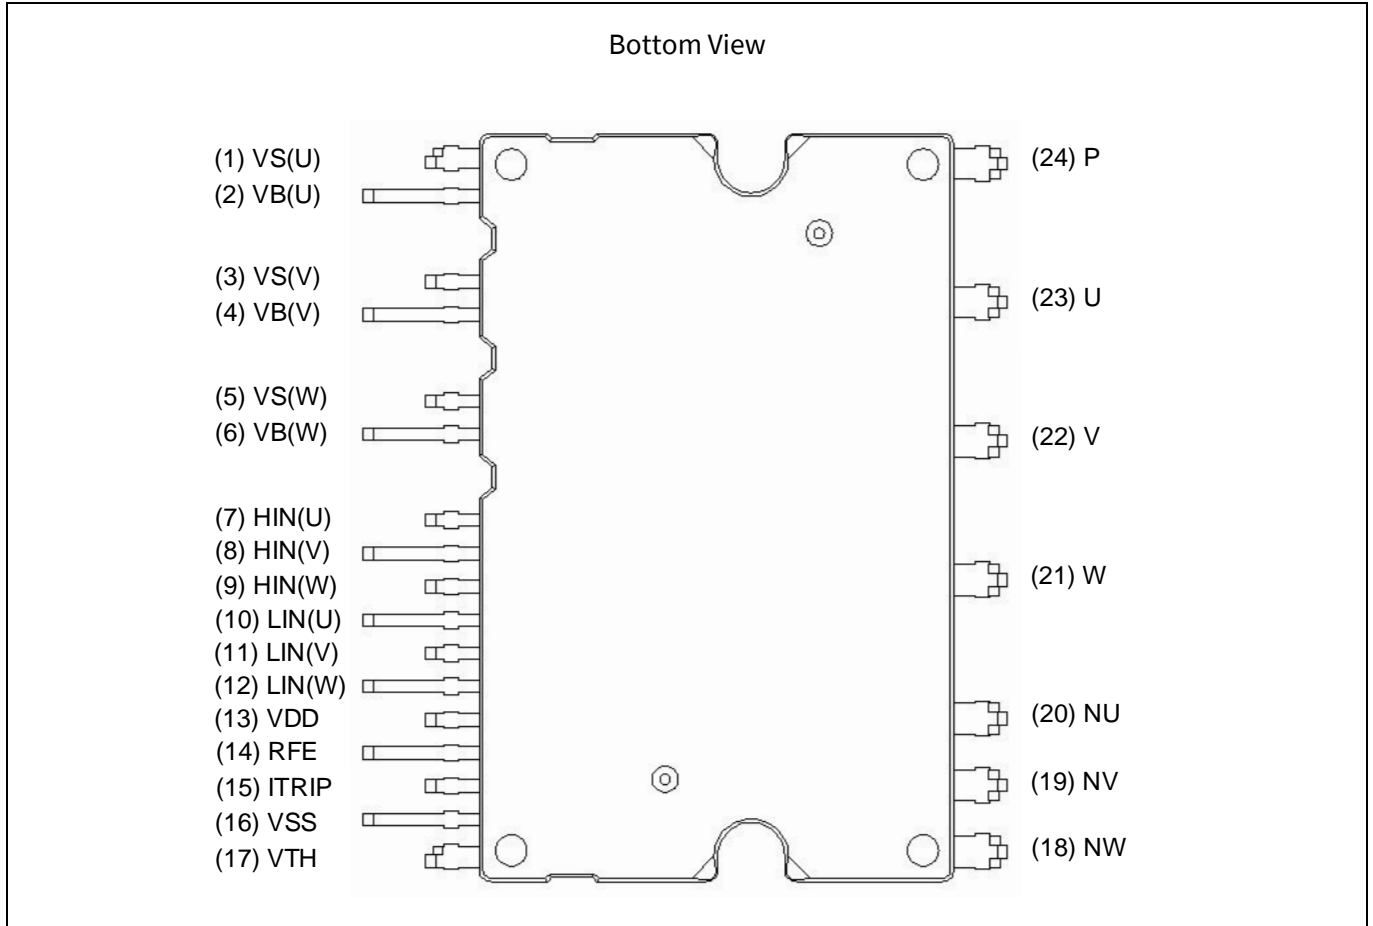 Bottom View
(1) VS(U)
(2) VB(U)
(3) VS(V)
(4) VB(V)
(5) VS(W)
(6) VB(W)
(7) HIN(U)
(8) HIN(V)
(9) HIN(W)
(10) LIN(U)
(11) LIN(V)
(12) LIN(W)
(13) VDD
(14) RFE
(15) ITRIP
(16) VSS
(17) VTH
(24) P
(23) U
(22) V
(21) W
(20) NU
(19) NV
(18) NW